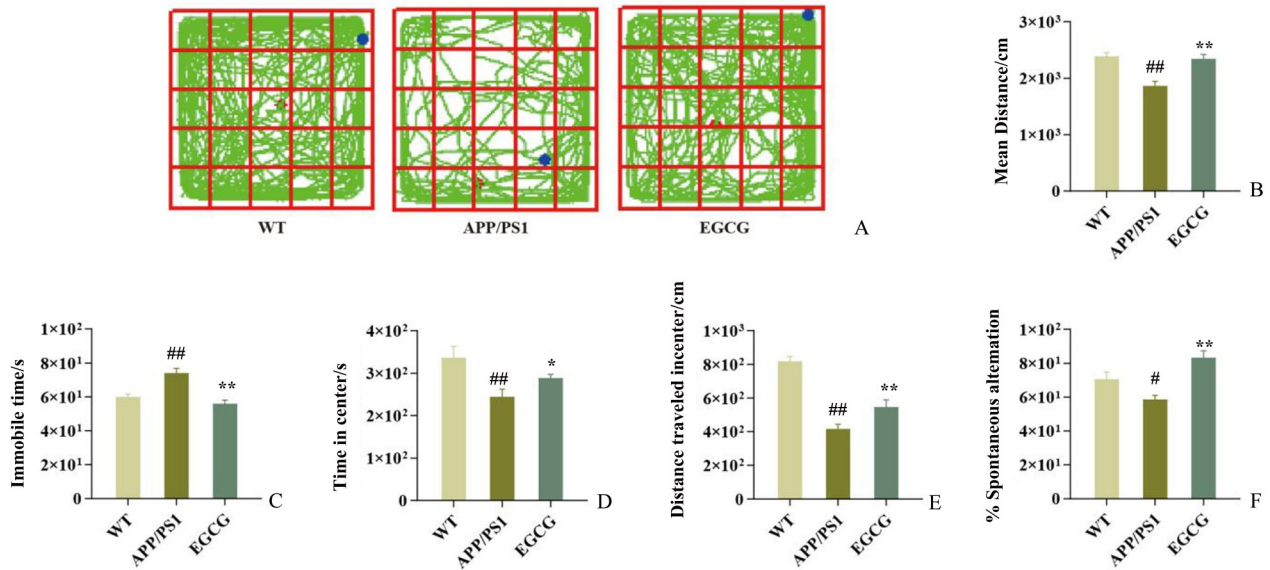 WT
APP/PS1
EGCG
A
Mean Distance/cm
3×10³
2×10³
1×10³
0
##
**
WT
APP/PS1
EGCG
B
Immobile time/s
1×10²
8×10¹
6×10¹
4×10¹
2×10¹
0
##
**
WT
APP/PS1
EGCG
C
Time in center/s
4×10²
3×10²
2×10²
1×10²
0
##
*
WT
APP/PS1
EGCG
D
Distance traveled incenter/cm
1×10³
8×10²
6×10²
4×10²
2×10²
0
##
**
WT
APP/PS1
EGCG
E
% Spontaneous altemation
1×10²
8×10¹
6×10¹
4×10¹
2×10¹
0
#
**
WT
APP/PS1
EGCG
F